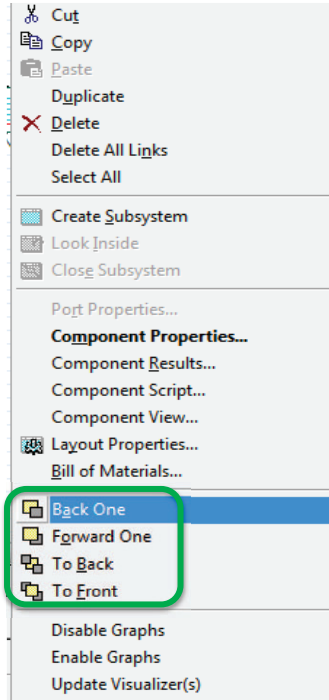 Cut
Copy
Paste
Duplicate
Delete
Delete All Links
Select All
Create Subsystem
Look Inside
Close Subsystem
Port Properties...
Component Properties...
Component Results...
Component Script...
Component View...
Layout Properties...
Bill of Materials...
Back One
Forward One
To Back
To Front
Disable Graphs
Enable Graphs
Update Visualizer(s)